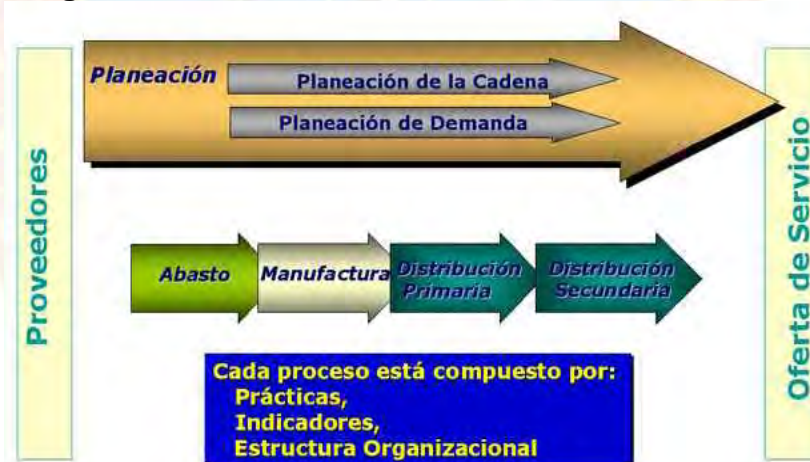 Proveedores
Planeación
Planeación de la Cadena
Planeación de Demanda
Abasto
Manufactura
Distribución
Primaria
Distribución
Secundaria
Cada proceso está compuesto por:
Prácticas,
Indicadores,
Estructura Organizacional
Oferta de Servicio